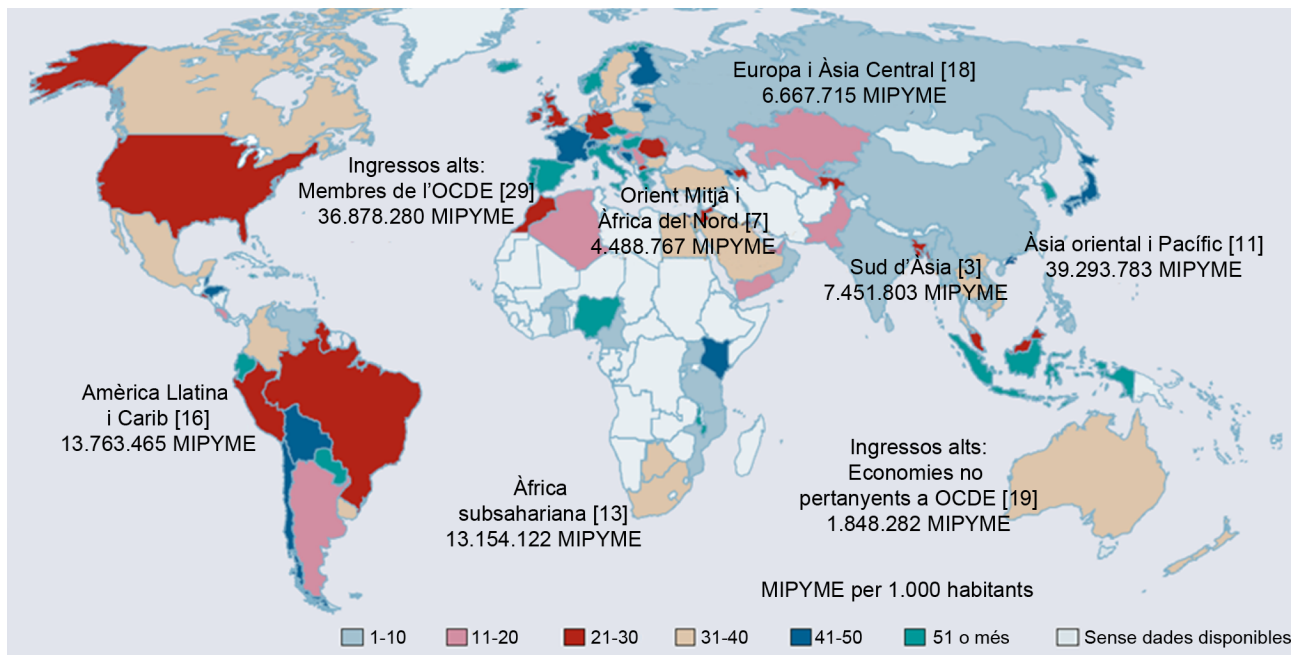 Europa i Àsia Central [18]
6.667.715 MIPYME
Ingressos alts:
Membres de l’OCDE [29]
36.878.280 MIPYME
Orient Mitjà i
Àfrica del Nord [7]
4.488.767 MIPYME
Àsia oriental i Pacífic [11]
39.293.783 MIPYME
Sud d’Àsia [3]
7.451.803 MIPYME
Amèrica Llatina
i Carib [16]
13.763.465 MIPYME
Ingressos alts:
Economies no
pertanyents a OCDE [19]
1.848.282 MIPYME
Àfrica
subsahariana [13]
13.154.122 MIPYME
MIPYME per 1.000 habitants
1-10 11-20 21-30 31-40 41-50 51 o més Sense dades disponibles